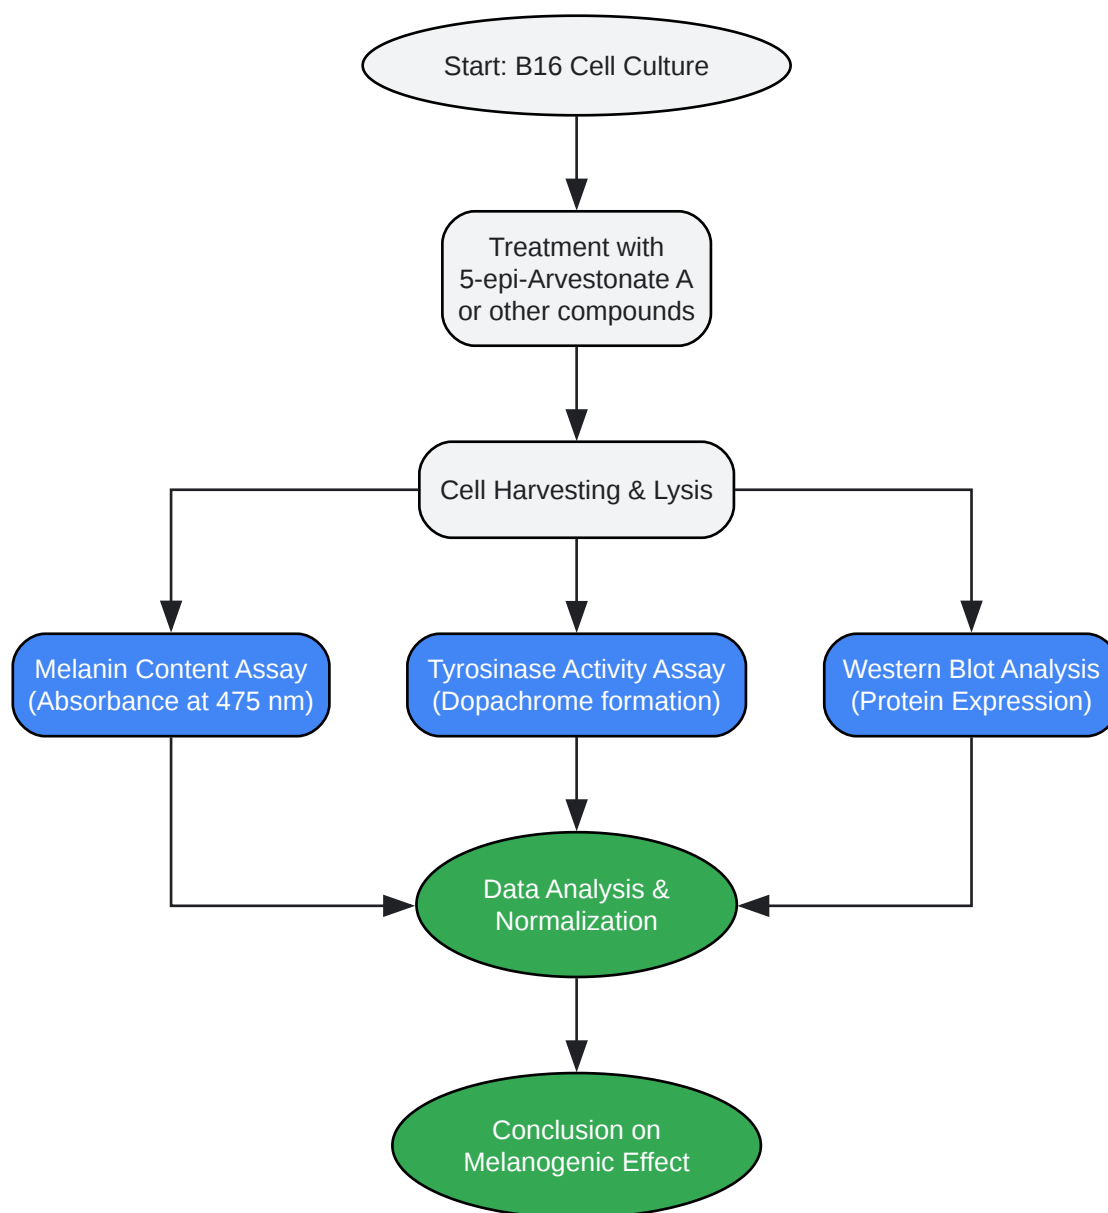 Start: B16 Cell Culture
Treatment with
5-epi-Arvestonate A
or other compounds
Cell Harvesting & Lysis
Melanin Content Assay
(Absorbance at 475 nm)
Tyrosinase Activity Assay
(Dopachrome formation)
Western Blot Analysis
(Protein Expression)
Data Analysis &
Normalization
Conclusion on
Melanogenic Effect